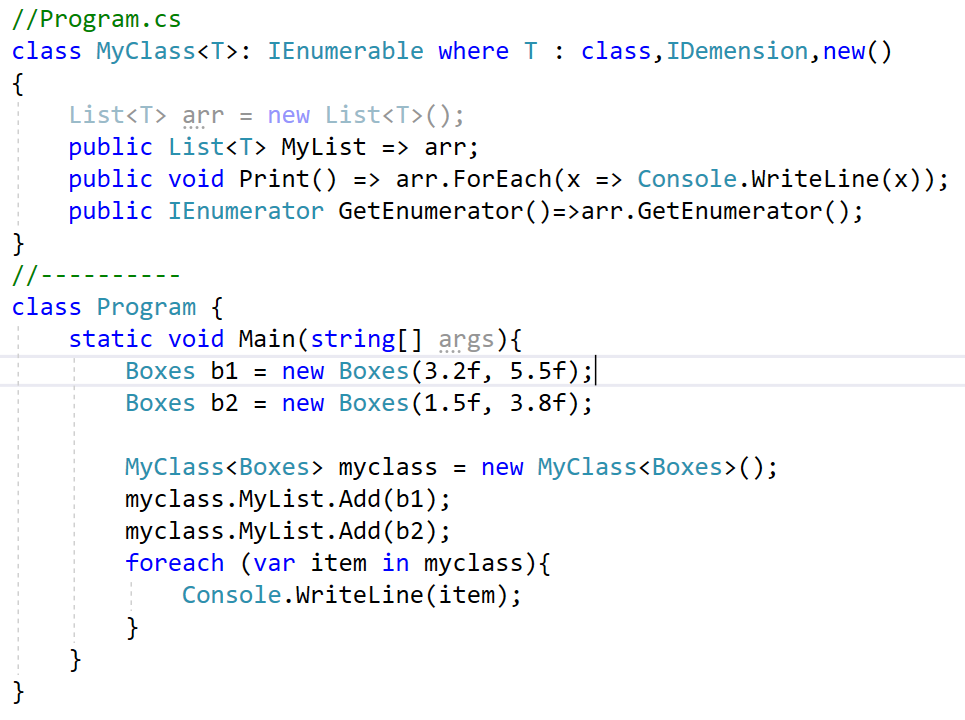 //Program.cs
class MyClass<T>: IEnumerable where T : class,IDemension,new()
{
    List<T> arr = new List<T>();
    public List<T> MyList => arr;
    public void Print() => arr.ForEach(x => Console.WriteLine(x));
    public IEnumerator GetEnumerator()=>arr.GetEnumerator();
}
//----------
class Program {
    static void Main(string[] args){
        Boxes b1 = new Boxes(3.2f, 5.5f);
        Boxes b2 = new Boxes(1.5f, 3.8f);

        MyClass<Boxes> myclass = new MyClass<Boxes>();
        myclass.MyList.Add(b1);
        myclass.MyList.Add(b2);
        foreach (var item in myclass){
            Console.WriteLine(item);
        }
    }
}